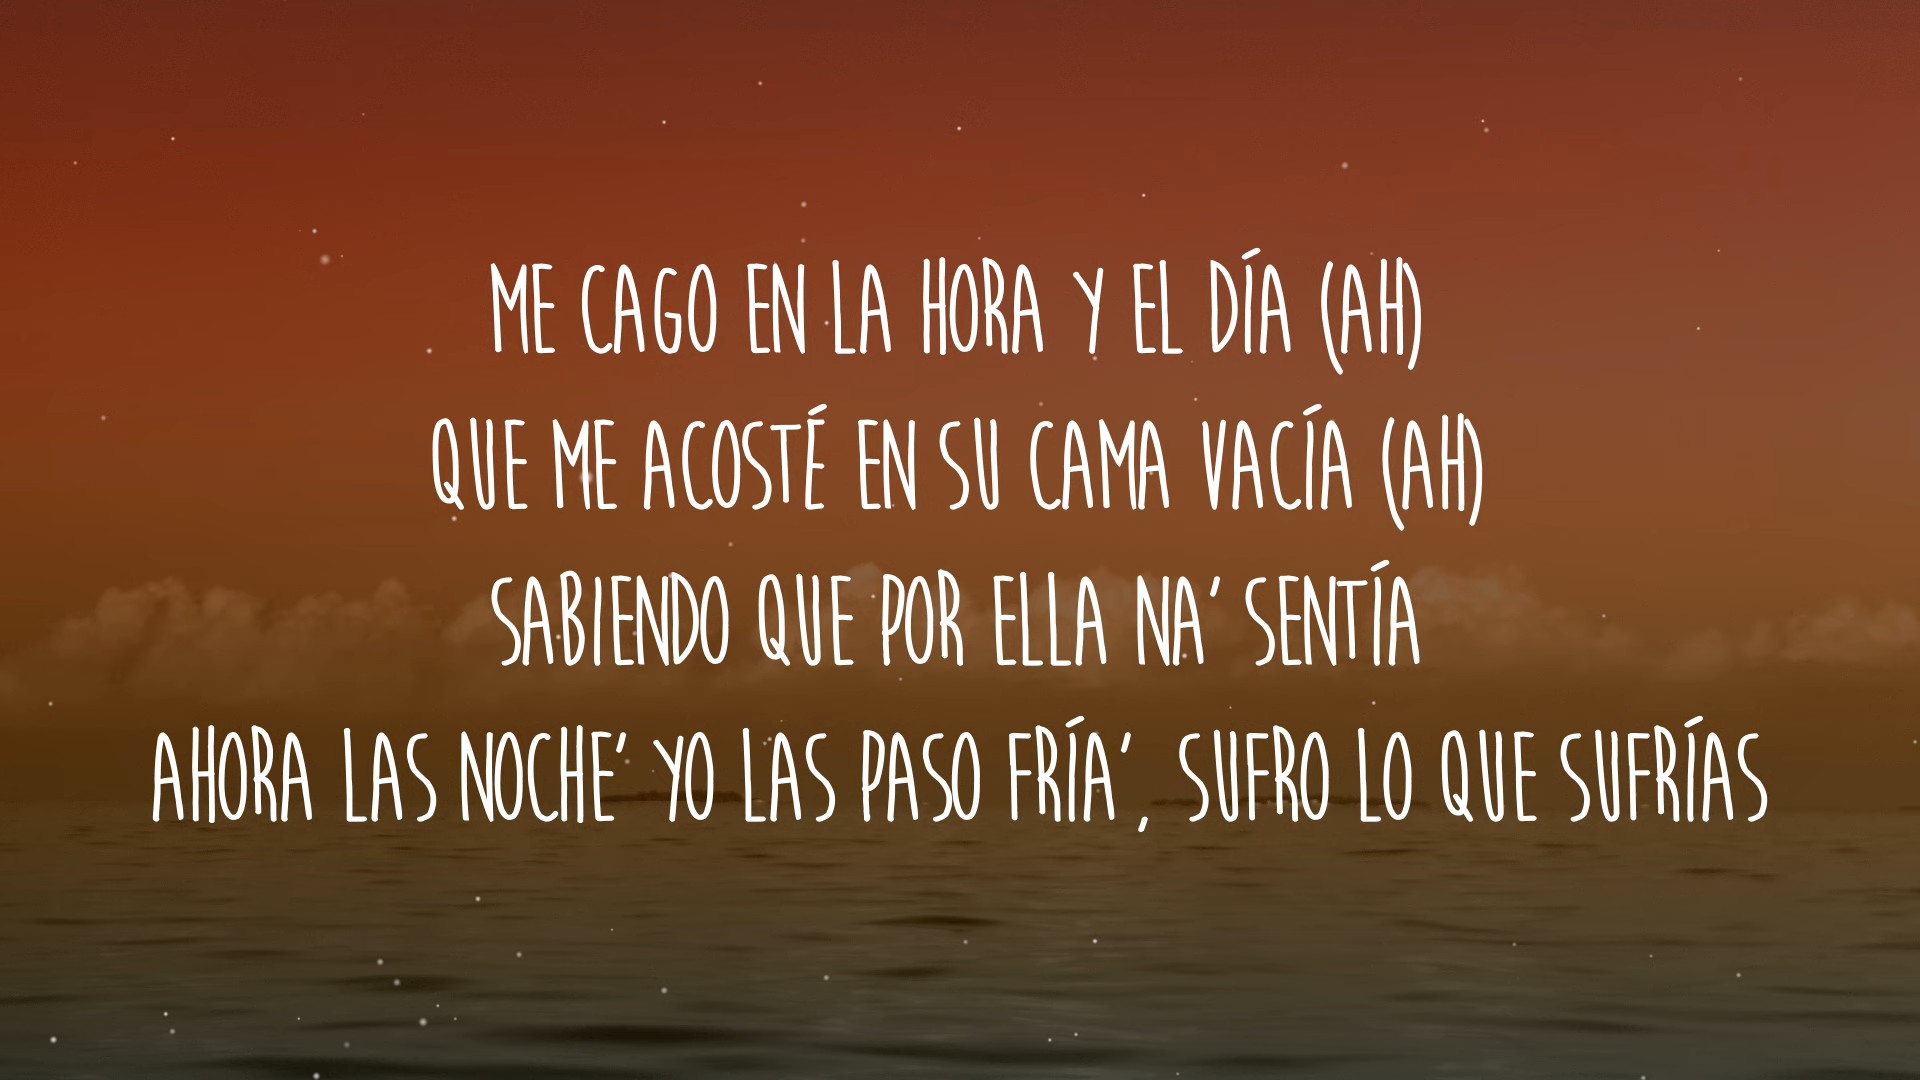 ME CAGO EN LA HORA Y EL DÍA (AH)
QUE ME ACOSTÉ EN SU CAMA VACÍA (AH)
SABIENDO QUE POR ELLA NA' SENTÍA
AHORA LAS NOCHE' YO LAS PASO FRÍA', SUFRO LO QUE SUFRÍAS